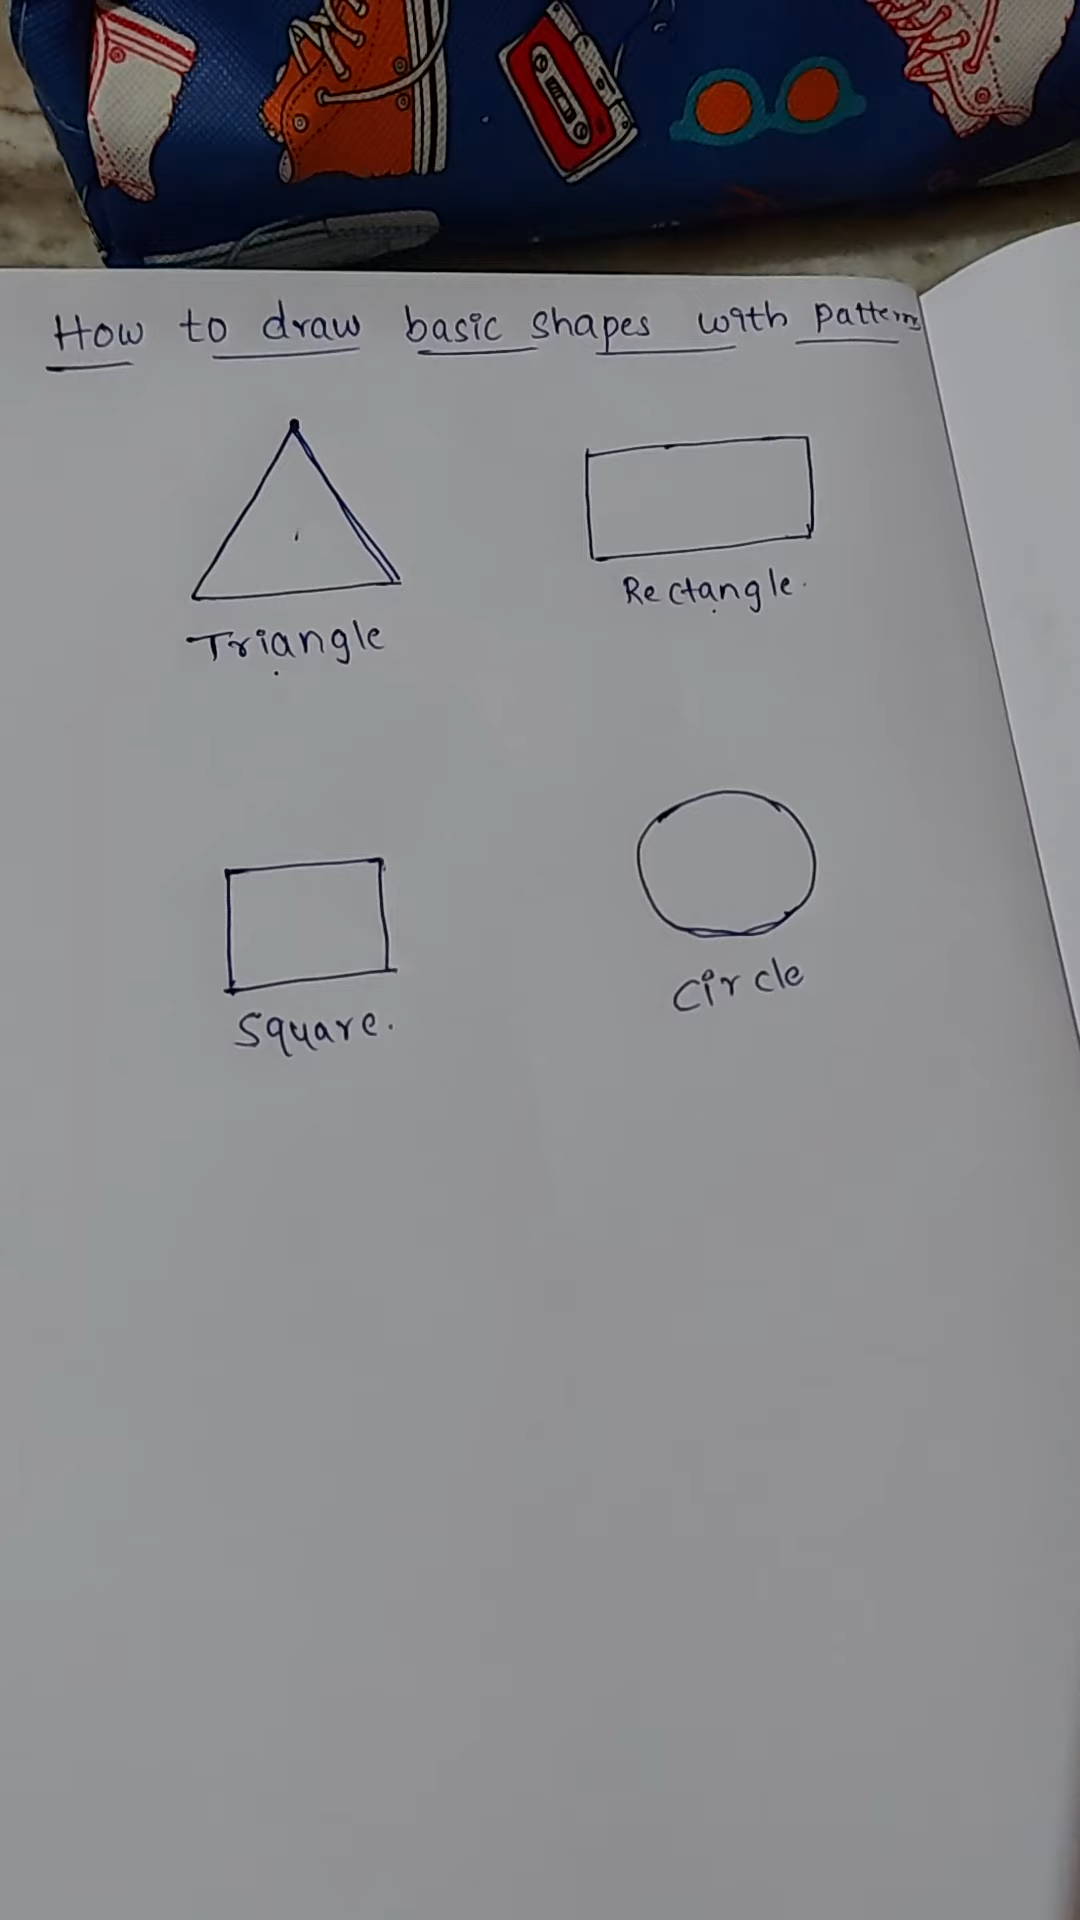 How to draw basic shapes with patterns
Triangle
Rectangle.
Square.
Circle